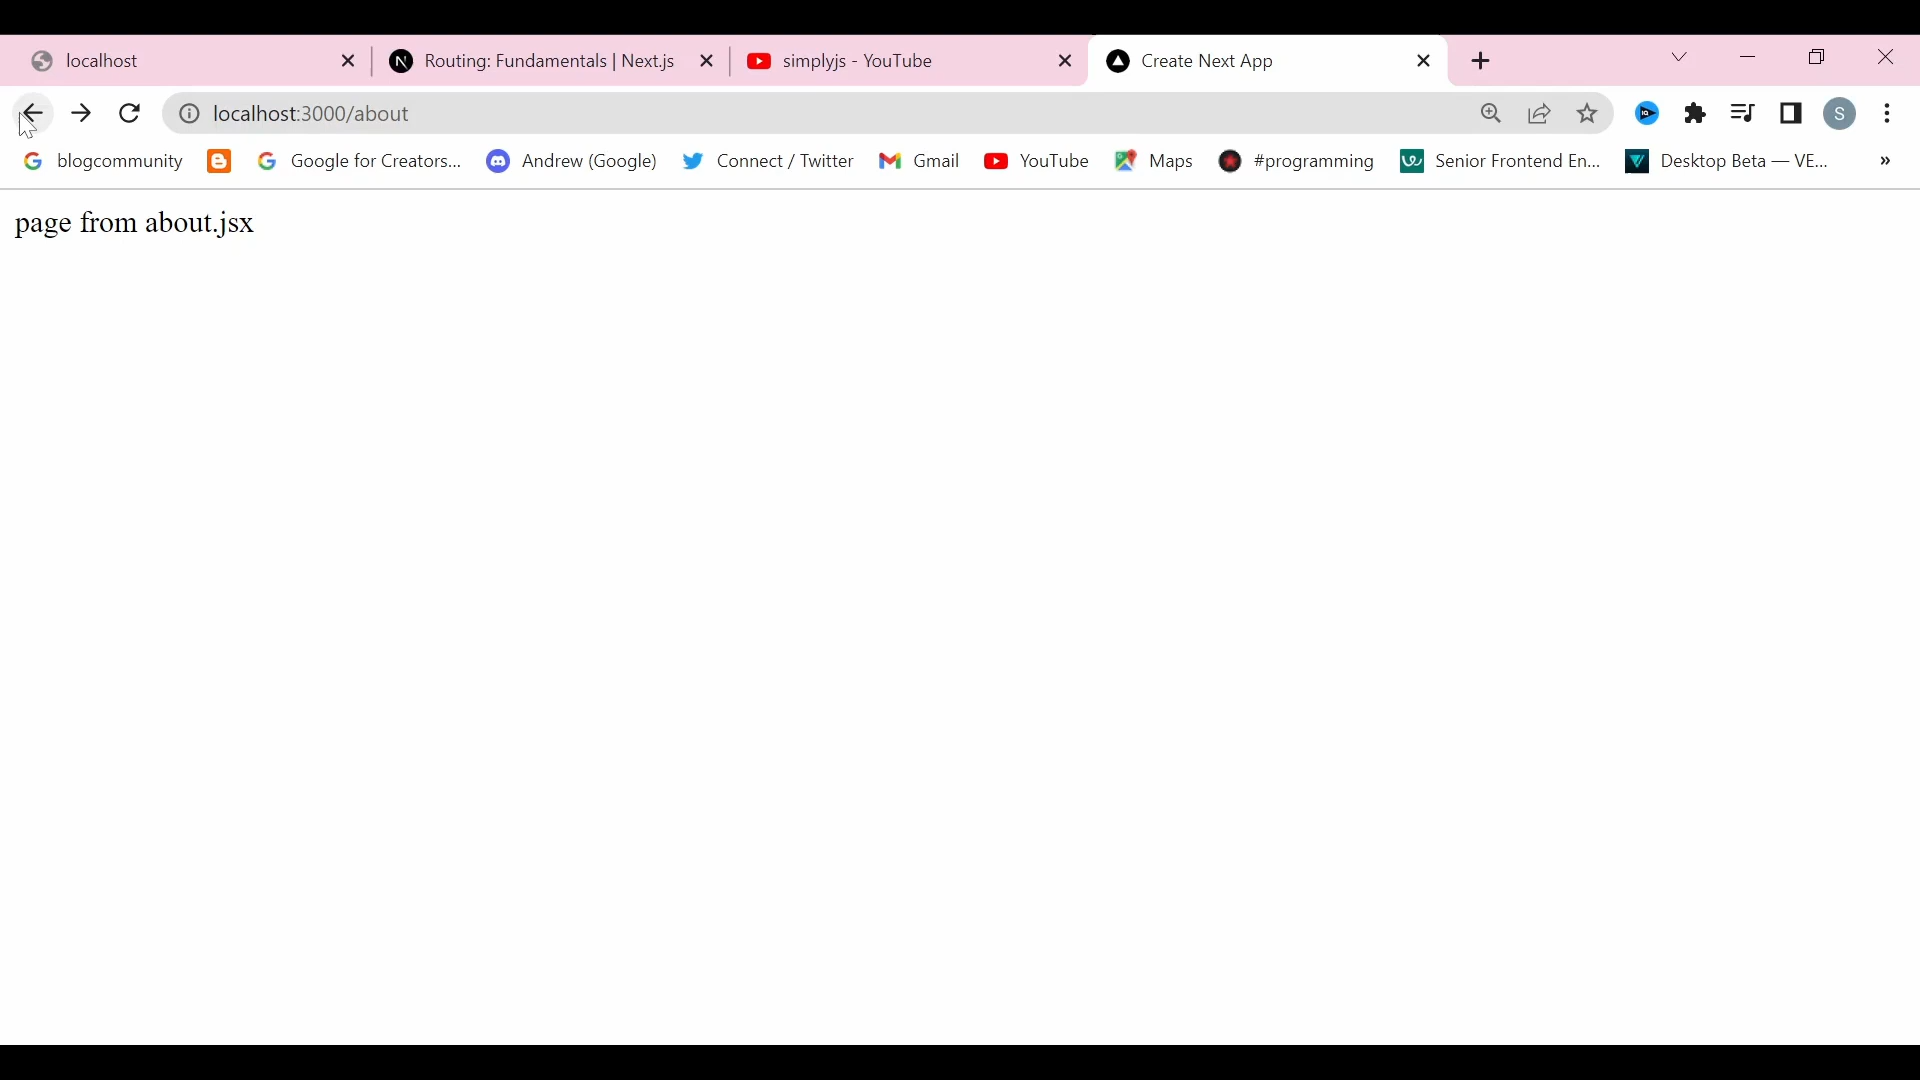 localhost
Routing: Fundamentals | Next.js
simplyjs - YouTube
Create Next App
localhost:3000/about
S
blogcommunity
Google for Creators...
Andrew (Google)
Connect / Twitter
Gmail
YouTube
Maps
#programming
Senior Frontend En...
Desktop Beta — VE...
»
page from about.jsx